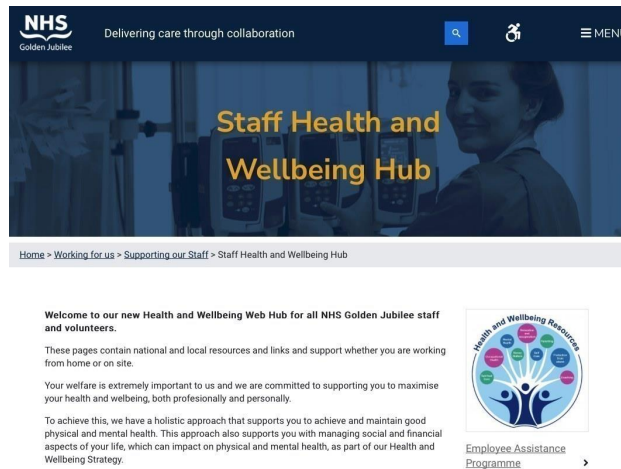 NHS
Golden Jubilee
Delivering care through collaboration
MENU
Staff Health and
Wellbeing Hub
Home > Working for us > Supporting our Staff > Staff Health and Wellbeing Hub
Welcome to our new Health and Wellbeing Web Hub for all NHS Golden Jubilee staff
and volunteers.
These pages contain national and local resources and links and support whether you are working
from home or on site.
Your welfare is extremely important to us and we are committed to supporting you to maximise
your health and wellbeing, both profesionally and personally.
To achieve this, we have a holistic approach that supports you to achieve and maintain good
physical and mental health. This approach also supports you with managing social and financial
aspects of your life, which can impact on physical and mental health, as part of our Health and
Wellbeing Strategy.
Health and Wellbeing Resources
Employee Assistance
Programme